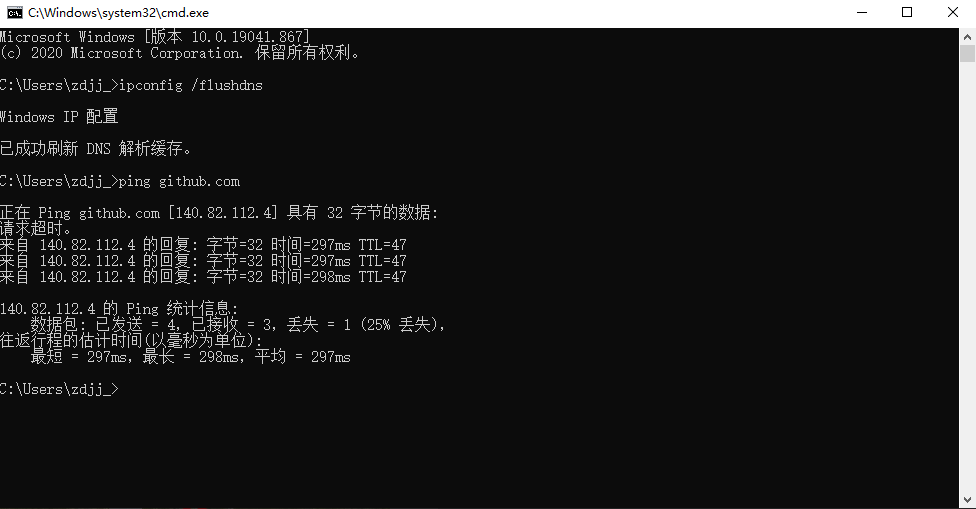 C:\Windows\system32\cmd.exe
Microsoft Windows [版本 10.0.19041.867]
(c) 2020 Microsoft Corporation. 保留所有权利。
C:\Users\zdjj_>ipconfig /flushdns
Windows IP 配置
已成功刷新 DNS 解析缓存。
C:\Users\zdjj_>ping github.com
正在 Ping github.com [140.82.112.4] 具有 32 字节的数据:
请求超时。
来自 140.82.112.4 的回复: 字节=32 时间=297ms TTL=47
来自 140.82.112.4 的回复: 字节=32 时间=297ms TTL=47
来自 140.82.112.4 的回复: 字节=32 时间=298ms TTL=47
140.82.112.4 的 Ping 统计信息:
数据包: 已发送 = 4, 已接收 = 3, 丢失 = 1 (25% 丢失),
往返行程的估计时间(以毫秒为单位):
最短 = 297ms, 最长 = 298ms, 平均 = 297ms
C:\Users\zdjj_>